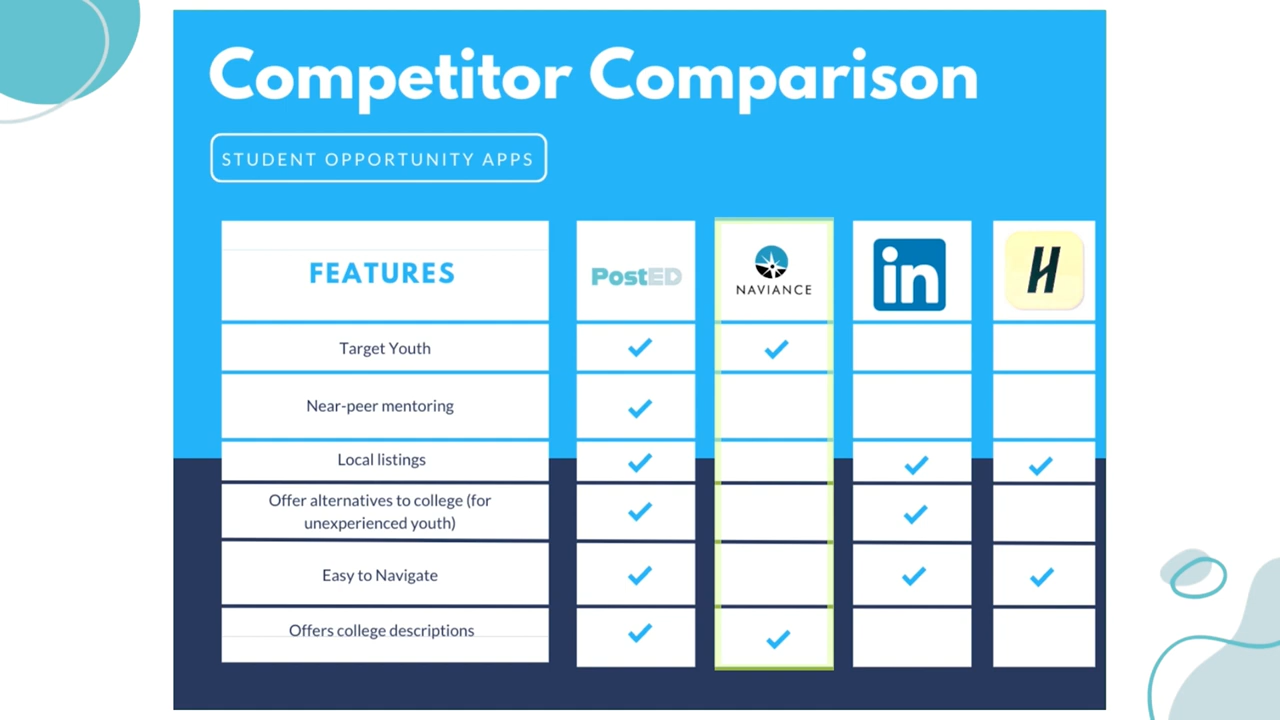 Competitor Comparison
STUDENT OPPORTUNITY APPS
FEATURES
PostED
NAVIANCE
in
H
Target Youth
Near-peer mentoring
Local listings
Offer alternatives to college (for
unexperienced youth)
Easy to Navigate
Offers college descriptions